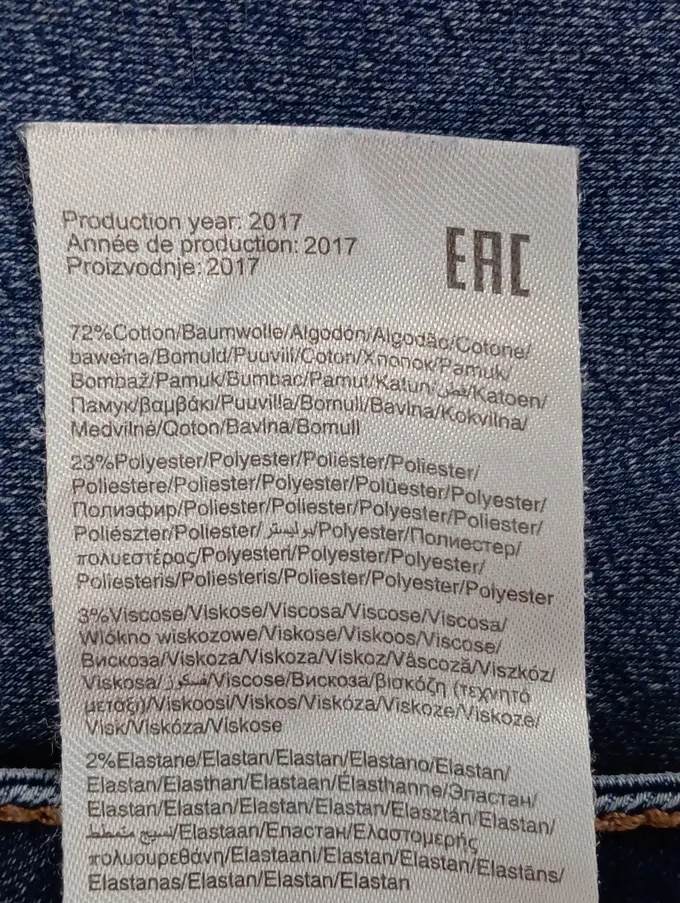 Production year: 2017
Année de production: 2017
Proizvodnje: 2017
EAC
72%Cotton/Baumwolle/Algodón/Algodão/Cotone/
bawełna/Bomuld/Puuvill/Coton/Хлопок/Pamuk/
Bombaž/Pamuk/Bumbac/Pamut/Katun/قطن/Katoen/
Памук/βαμβάκι/Puuvilla/Bomull/Bavlna/Kokvilna/
Medvilnė/Qoton/Bavlna/Bomull
23%Polyester/Polyester/Poliéster/Poliester/
Poliestere/Poliester/Polyester/Polüester/Polyester/
Полиэфир/Poliester/Poliester/Polyester/Poliester/
Poliészter/Poliester/بوليستر/Polyester/Полиестер/
πολυεστέρας/Polyesteri/Polyester/Polyester/
Poliesteris/Poliesteris/Poliester/Polyester/Polyester
3%Viscose/Viskose/Viscosa/Viscose/Viscosa/
Włókno wiskozowe/Viskose/Viskoos/Viscose/
Вискоза/Viskoza/Viskoza/Viskoz/Vâscoză/Viszkóz/
Viskosa/فسكوز/Viscose/Вискоза/βισκόζη (τεχνητό
μετάξι)/Viskoosi/Viskos/Viskóza/Viskoze/Viskozė/
Visk/Viskóza/Viskose
2%Elastane/Elastan/Elastan/Elastano/Elastan/
Elastan/Elasthan/Elastaan/Élasthanne/Эластан/
Elastan/Elastan/Elastan/Elastan/Elasztán/Elastan/
نسيج متمطط/Elastaan/Еластан/Ελαστομερής
πολυουρεθάνη/Elastaani/Elastan/Elastan/Elastāns/
Elastanas/Elastan/Elastan/Elastan